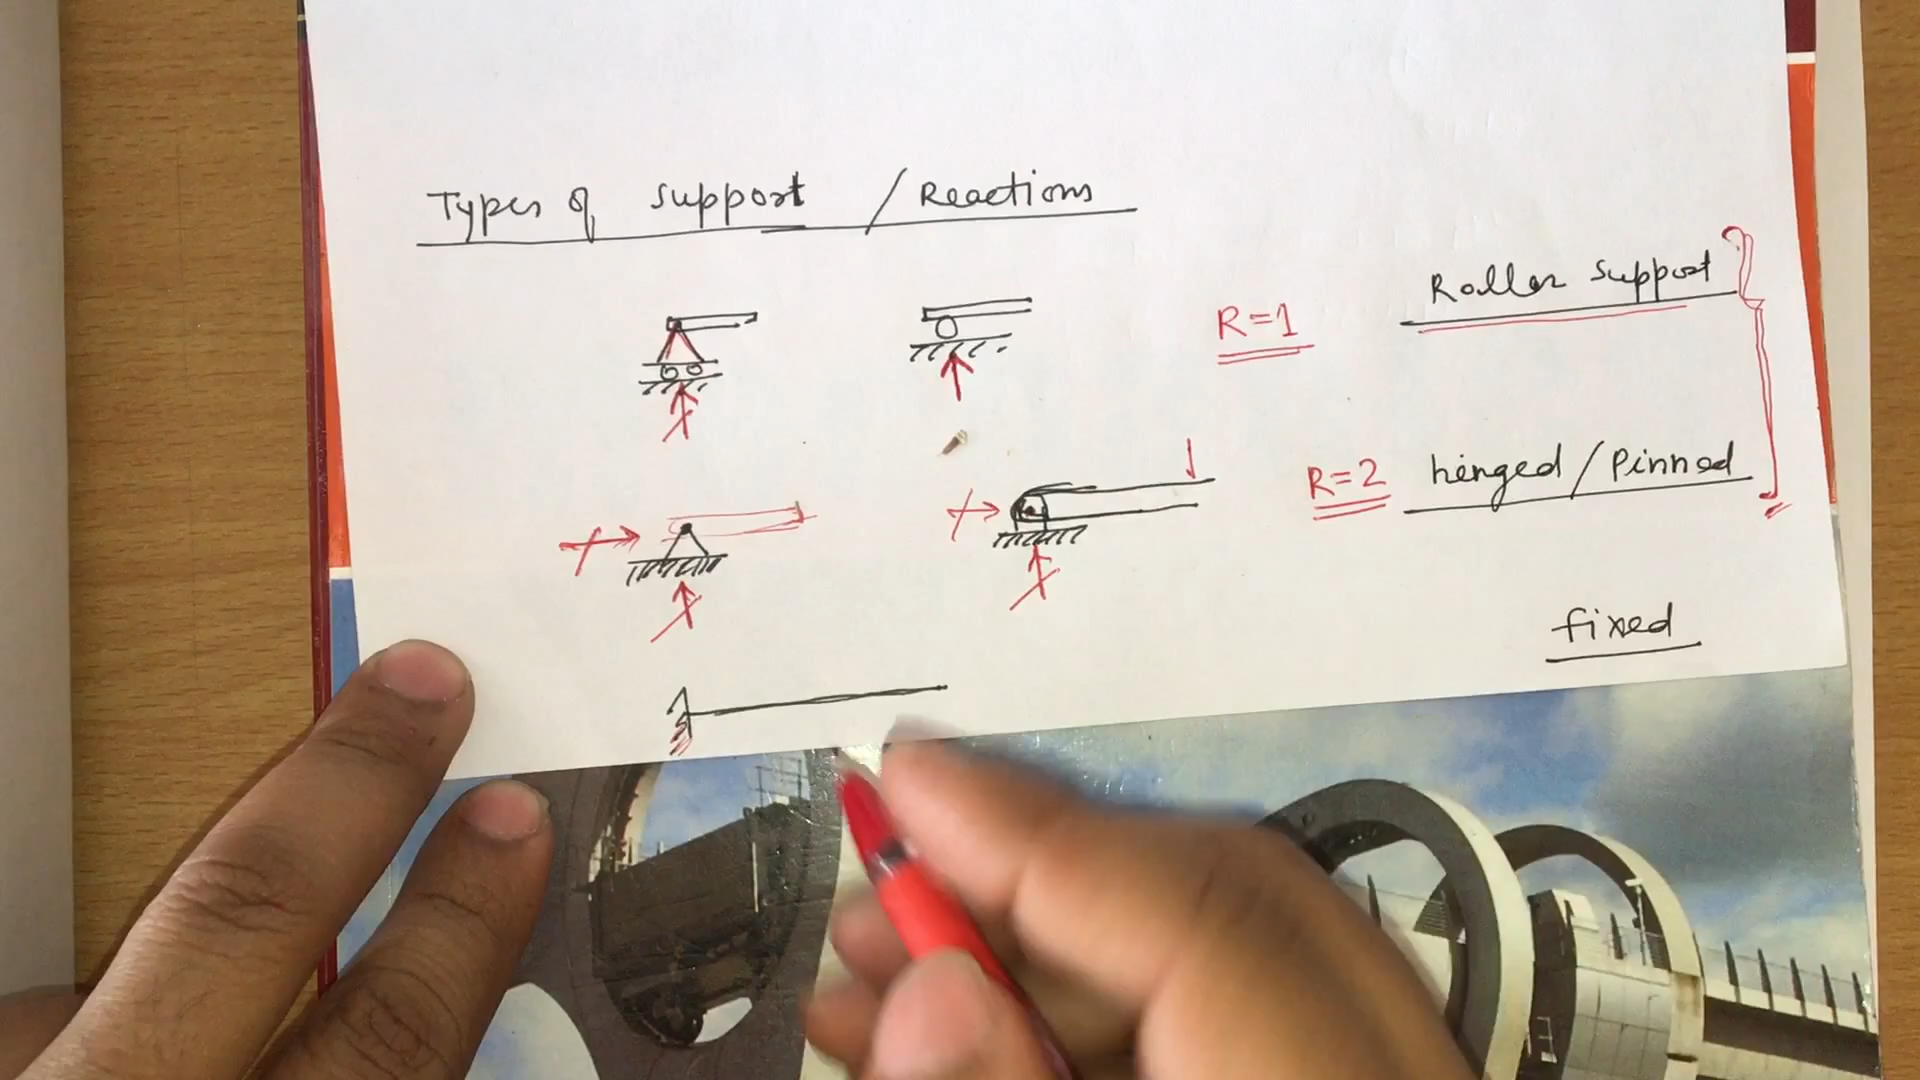 Types of support / Reactions
R=1 Roller support
R=2 hinged / Pinned
fixed